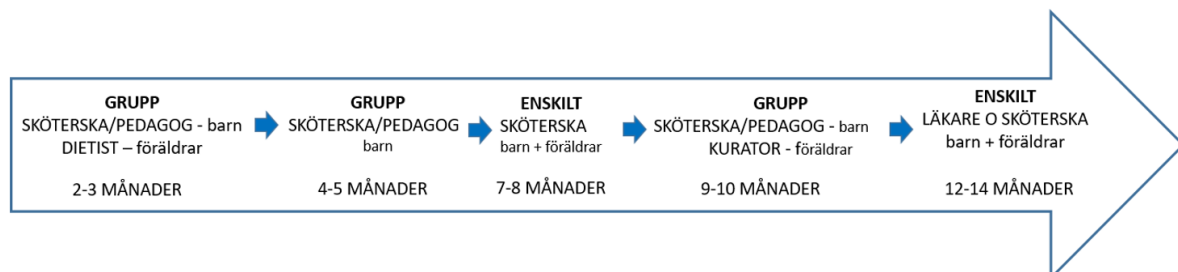 GRUPP
SKÖTERSKA/PEDAGOG - barn
DIETIST – föräldrar
2-3 MÅNADER
GRUPP
SKÖTERSKA/PEDAGOG
barn
4-5 MÅNADER
ENSKILT
SKÖTERSKA
barn + föräldrar
7-8 MÅNADER
GRUPP
SKÖTERSKA/PEDAGOG - barn
KURATOR - föräldrar
9-10 MÅNADER
ENSKILT
LÄKARE O SKÖTERSKA
barn + föräldrar
12-14 MÅNADER